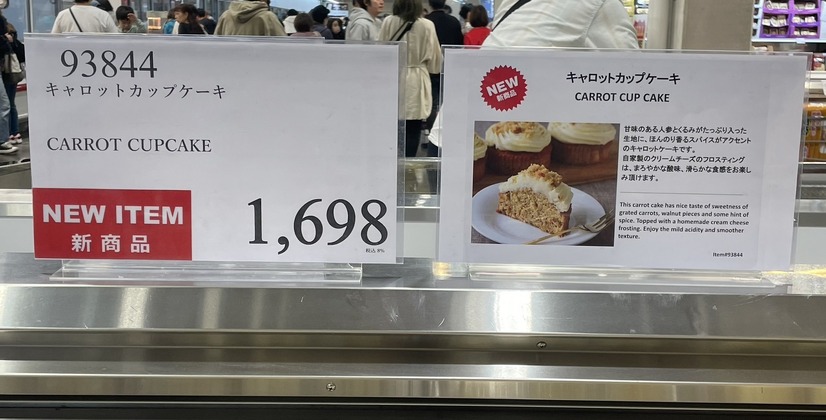 93844
キャロットカップケーキ
CARROT CUPCAKE
NEW ITEM
新商品
1,698
税込 8%
NEW
新商品
キャロットカップケーキ
CARROT CUP CAKE
甘味のある人参とくるみがたっぷり入った
生地に、ほんのり香るスパイスがアクセント
のキャロットケーキです。
自家製のクリームチーズのフロスティング
は、まろやかな酸味、滑らかな食感をお楽し
み頂けます。
This carrot cake has nice taste of sweetness of
grated carrots, walnut pieces and some hint of
spice. Topped with a homemade cream cheese
frosting. Enjoy the mild acidity and smoother
texture.
Item#93844